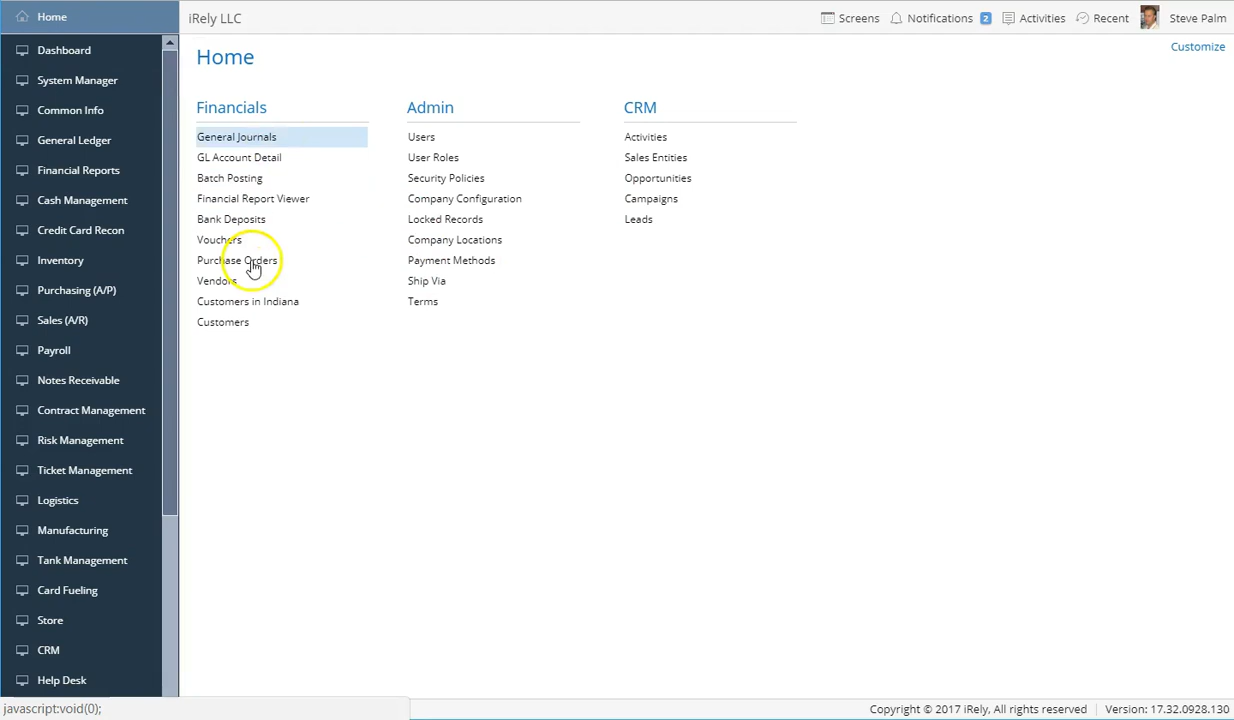 Home
iRely LLC
Screens
Notifications 2
Activities
Recent
Steve Palm
Dashboard
System Manager
Common Info
General Ledger
Financial Reports
Cash Management
Credit Card Recon
Inventory
Purchasing (A/P)
Sales (A/R)
Payroll
Notes Receivable
Contract Management
Risk Management
Ticket Management
Logistics
Manufacturing
Tank Management
Card Fueling
Store
CRM
Help Desk
Home
Customize
Financials
General Journals
GL Account Detail
Batch Posting
Financial Report Viewer
Bank Deposits
Vouchers
Purchase Orders
Vendors
Customers in Indiana
Customers
Admin
Users
User Roles
Security Policies
Company Configuration
Locked Records
Company Locations
Payment Methods
Ship Via
Terms
CRM
Activities
Sales Entities
Opportunities
Campaigns
Leads
javascript:void(0);
Copyright © 2017 iRely, All rights reserved
Version: 17.32.0928.130